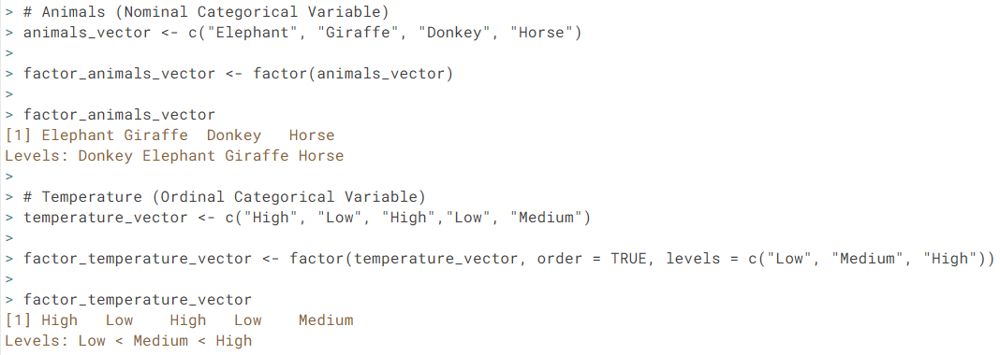 > # Animals (Nominal Categorical Variable)
> animals_vector <- c("Elephant", "Giraffe", "Donkey", "Horse")
>
> factor_animals_vector <- factor(animals_vector)
>
> factor_animals_vector
[1] Elephant Giraffe  Donkey   Horse
Levels: Donkey Elephant Giraffe Horse
>
> # Temperature (Ordinal Categorical Variable)
> temperature_vector <- c("High", "Low", "High","Low", "Medium")
>
> factor_temperature_vector <- factor(temperature_vector, order = TRUE, levels = c("Low", "Medium", "High"))
>
> factor_temperature_vector
[1] High   Low    High   Low    Medium
Levels: Low < Medium < High